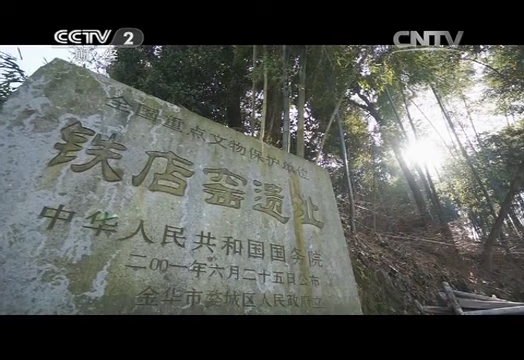 CCTV 2
CNTV
全国重点文物保护单位
铁店窑遗址
中华人民共和国国务院
二00一年六月二十五日公布
金华市婺城区人民政府立